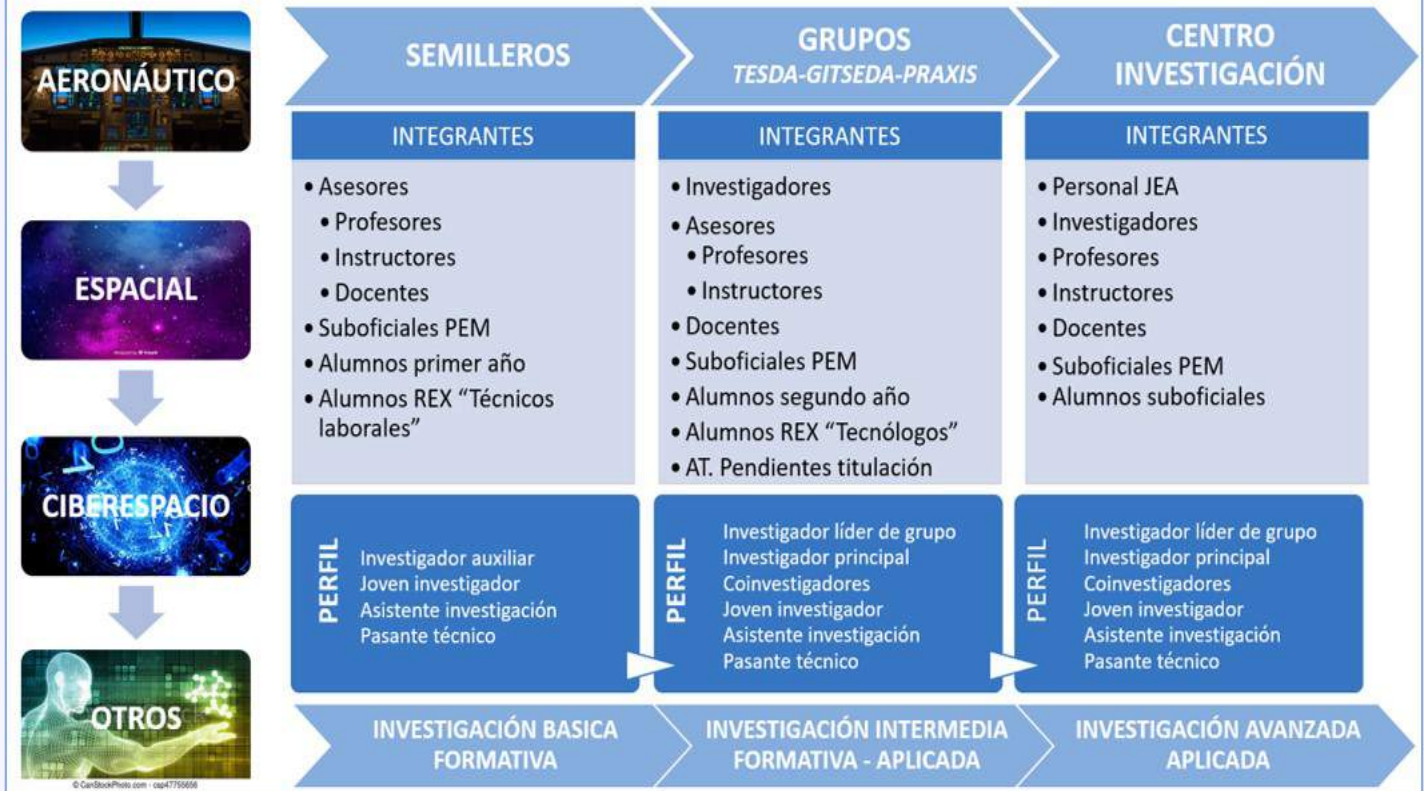 AERONÁUTICO
ESPACIAL
CIBERESPACIO
OTROS
© CanStockPhoto.com - csp47755656
SEMILLEROS
INTEGRANTES
• Asesores
• Profesores
• Instructores
• Docentes
• Suboficiales PEM
• Alumnos primer año
• Alumnos REX “Técnicos
laborales”
PERFIL
Investigador auxiliar
Joven investigador
Asistente investigación
Pasante técnico
INVESTIGACIÓN BASICA
FORMATIVA
GRUPOS
TESDA-GITSEDA-PRAXIS
INTEGRANTES
• Investigadores
• Asesores
• Profesores
• Instructores
• Docentes
• Suboficiales PEM
• Alumnos segundo año
• Alumnos REX “Tecnólogos”
• AT. Pendientes titulación
PERFIL
Investigador líder de grupo
Investigador principal
Coinvestigadores
Joven investigador
Asistente investigación
Pasante técnico
INVESTIGACIÓN INTERMEDIA
FORMATIVA - APLICADA
CENTRO
INVESTIGACIÓN
INTEGRANTES
• Personal JEA
• Investigadores
• Profesores
• Instructores
• Docentes
• Suboficiales PEM
• Alumnos suboficiales
PERFIL
Investigador líder de grupo
Investigador principal
Coinvestigadores
Joven investigador
Asistente investigación
Pasante técnico
INVESTIGACIÓN AVANZADA
APLICADA